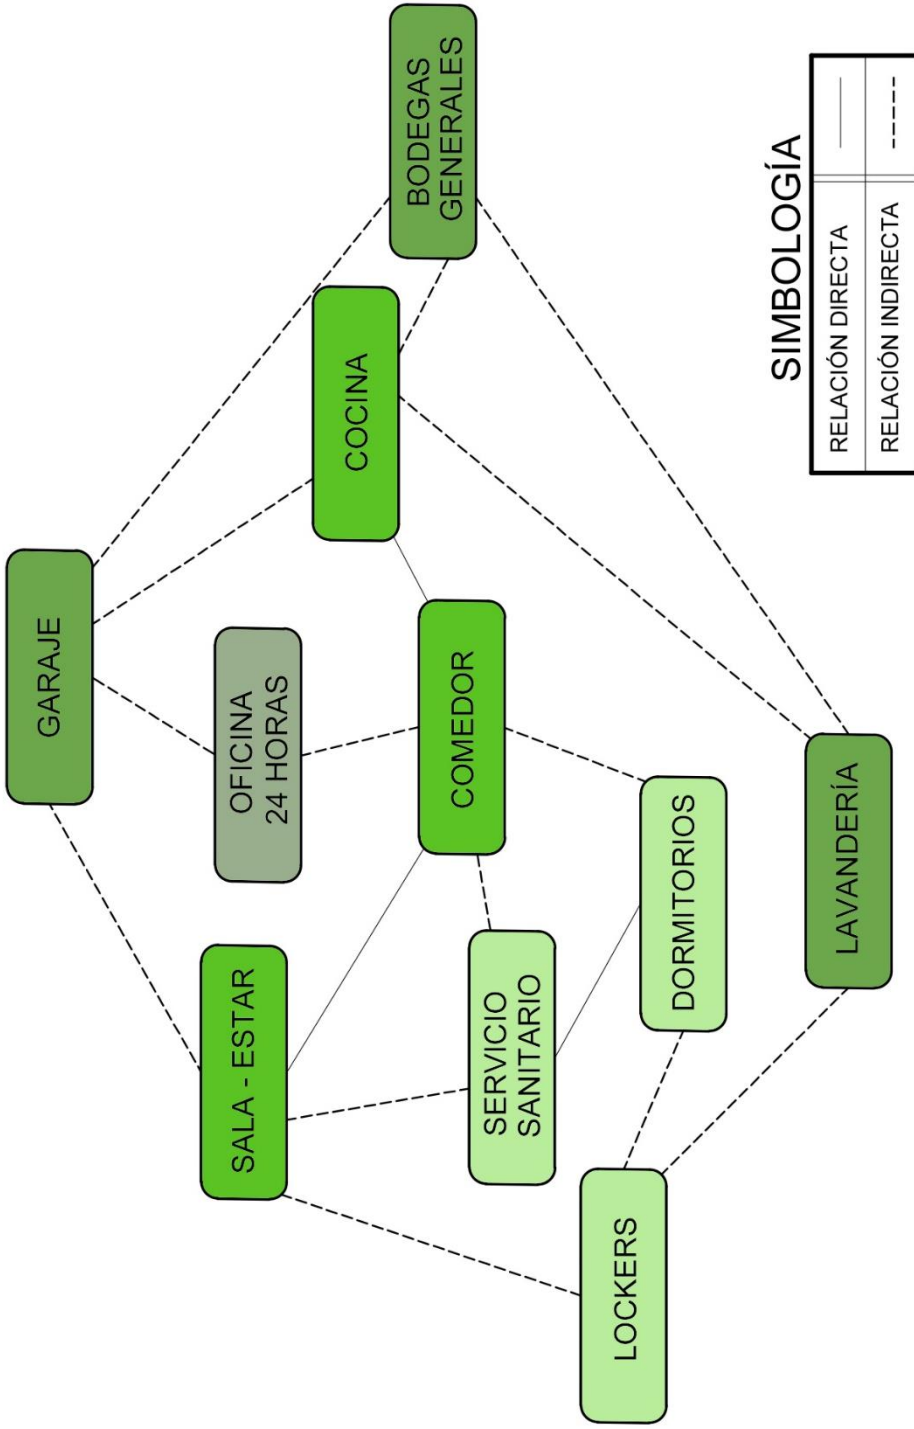 GARAJE
BODEGAS
GENERALES
COCINA
OFICINA
24 HORAS
SALA - ESTAR
COMEDOR
SERVICIO
SANITARIO
DORMITORIOS
LOCKERS
LAVANDERÍA
SIMBOLOGÍA
RELACIÓN DIRECTA
RELACIÓN INDIRECTA